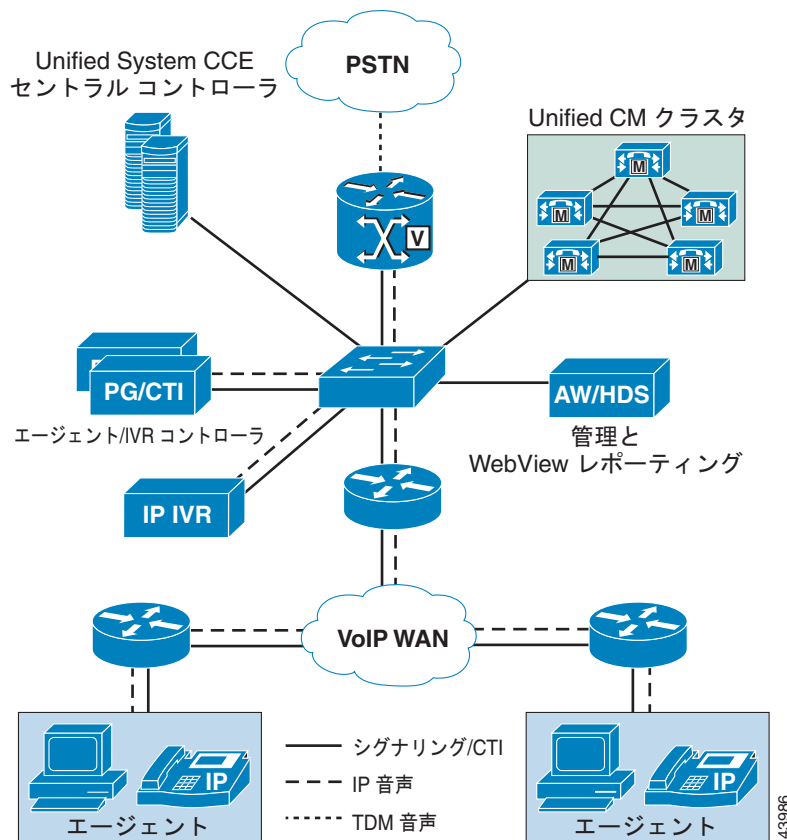 Unified System CCE
セントラル コントローラ
PSTN
Unified CM クラスタ
M
M
M
M
M
V
PG/CTI
エージェント/IVR コントローラ
AW/HDS
管理と
WebView レポーティング
IP IVR
VoIP WAN
IP
エージェント
シグナリング/CTI
IP 音声
TDM 音声
IP
エージェント
43986